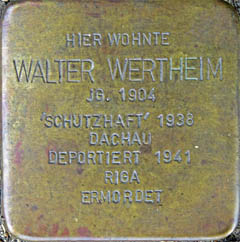 HIER WOHNTE
WALTER WERTHEIM
JG. 1904
'SCHUTZHAFT' 1938
DACHAU
DEPORTIERT 1941
RIGA
ERMORDET